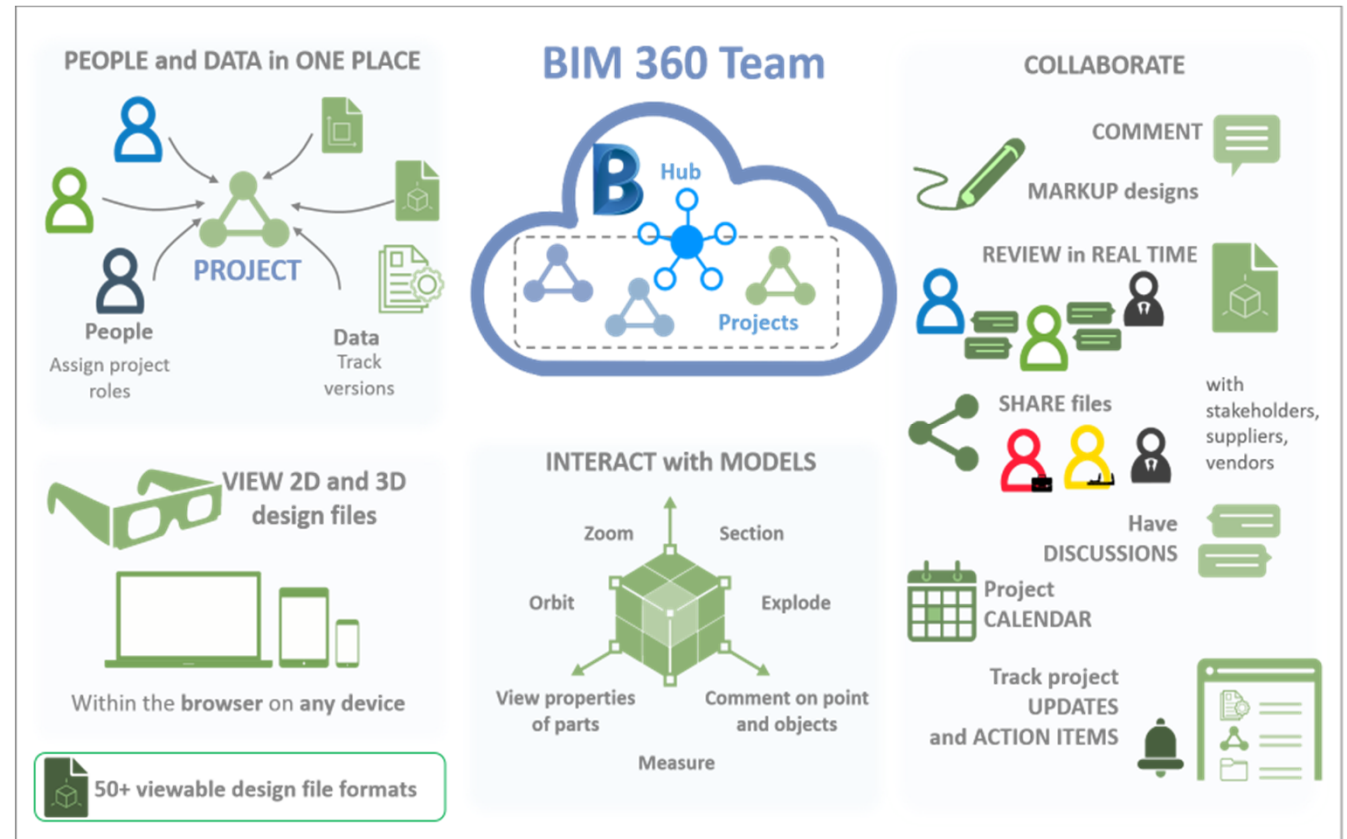 PEOPLE and DATA in ONE PLACE
PROJECT
People
Assign project
roles
Data
Track
versions
VIEW 2D and 3D
design files
Within the browser on any device
50+ viewable design file formats
BIM 360 Team
B
Hub
Projects
INTERACT with MODELS
Zoom
Section
Orbit
Explode
View properties
of parts
Comment on point
and objects
Measure
COLLABORATE
COMMENT
MARKUP designs
REVIEW in REAL TIME
SHARE files
with
stakeholders,
suppliers,
vendors
Have
DISCUSSIONS
Project
CALENDAR
Track project
UPDATES
and ACTION ITEMS